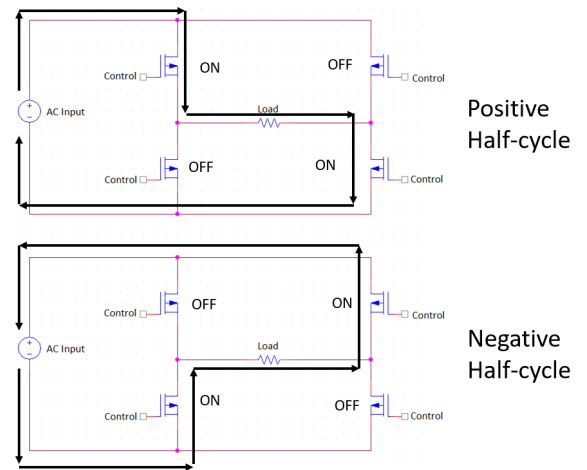 ON
OFF
Control
Control
Load
AC Input
Positive
Half-cycle
OFF
ON
Control
Control
OFF
ON
Control
Control
Load
AC Input
Negative
Half-cycle
ON
OFF
Control
Control